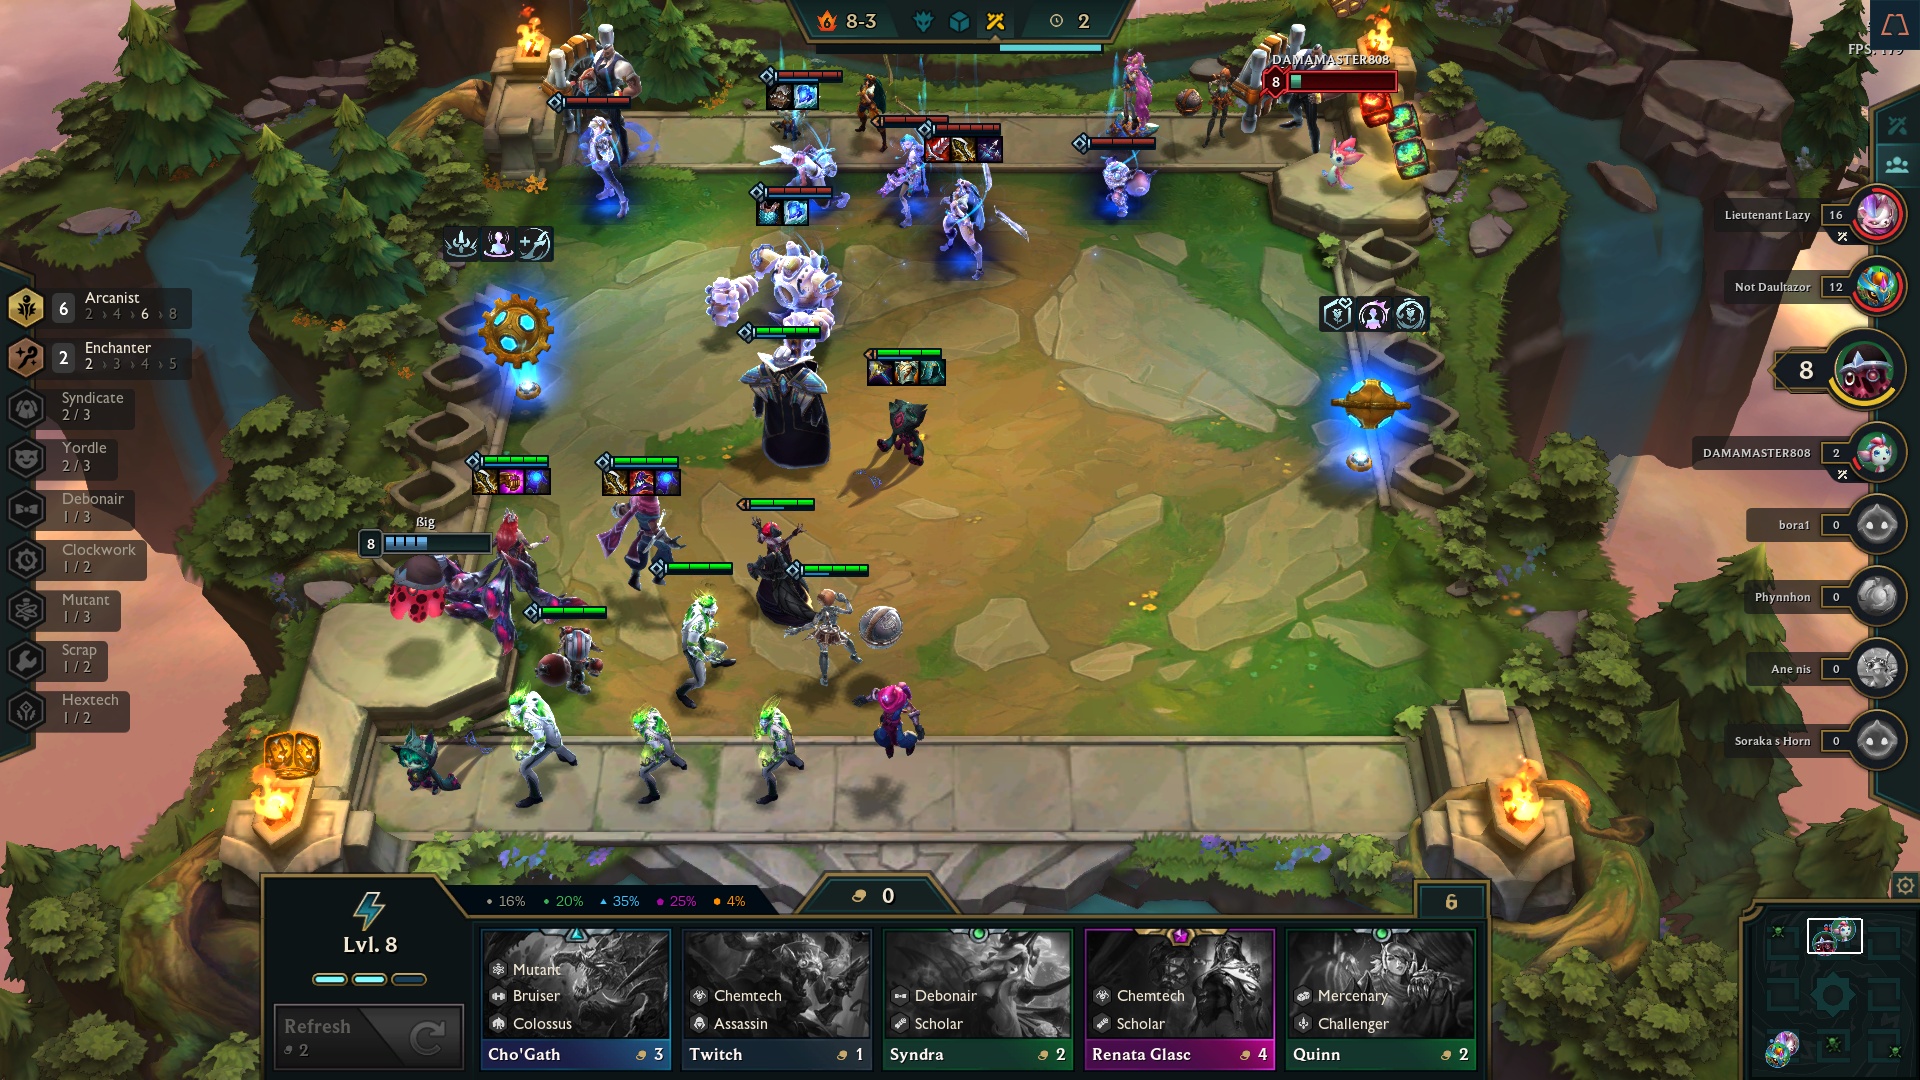 8-3
2
DAMAMASTER808
8
Lieutenant Lazy
16
Not Daultazor
12
8
DAMAMASTER808
2
bora1
0
Phynnhon
0
Ane nis
0
Soraka s Horn
0
6
Arcanist
2 › 4 › 6 › 8
2
Enchanter
2 › 3 › 4 › 5
Syndicate
2 / 3
Yordle
2 / 3
Debonair
1 / 3
Clockwork
1 / 2
Mutant
1 / 3
Scrap
1 / 2
Hextech
1 / 2
ßig
8
16% 20% 35% 25% 4%
0
6
Lvl. 8
Refresh
2
Mutant
Bruiser
Colossus
Cho'Gath 3
Chemtech
Assassin
Twitch 1
Debonair
Scholar
Syndra 2
Chemtech
Scholar
Renata Glasc 4
Mercenary
Challenger
Quinn 2